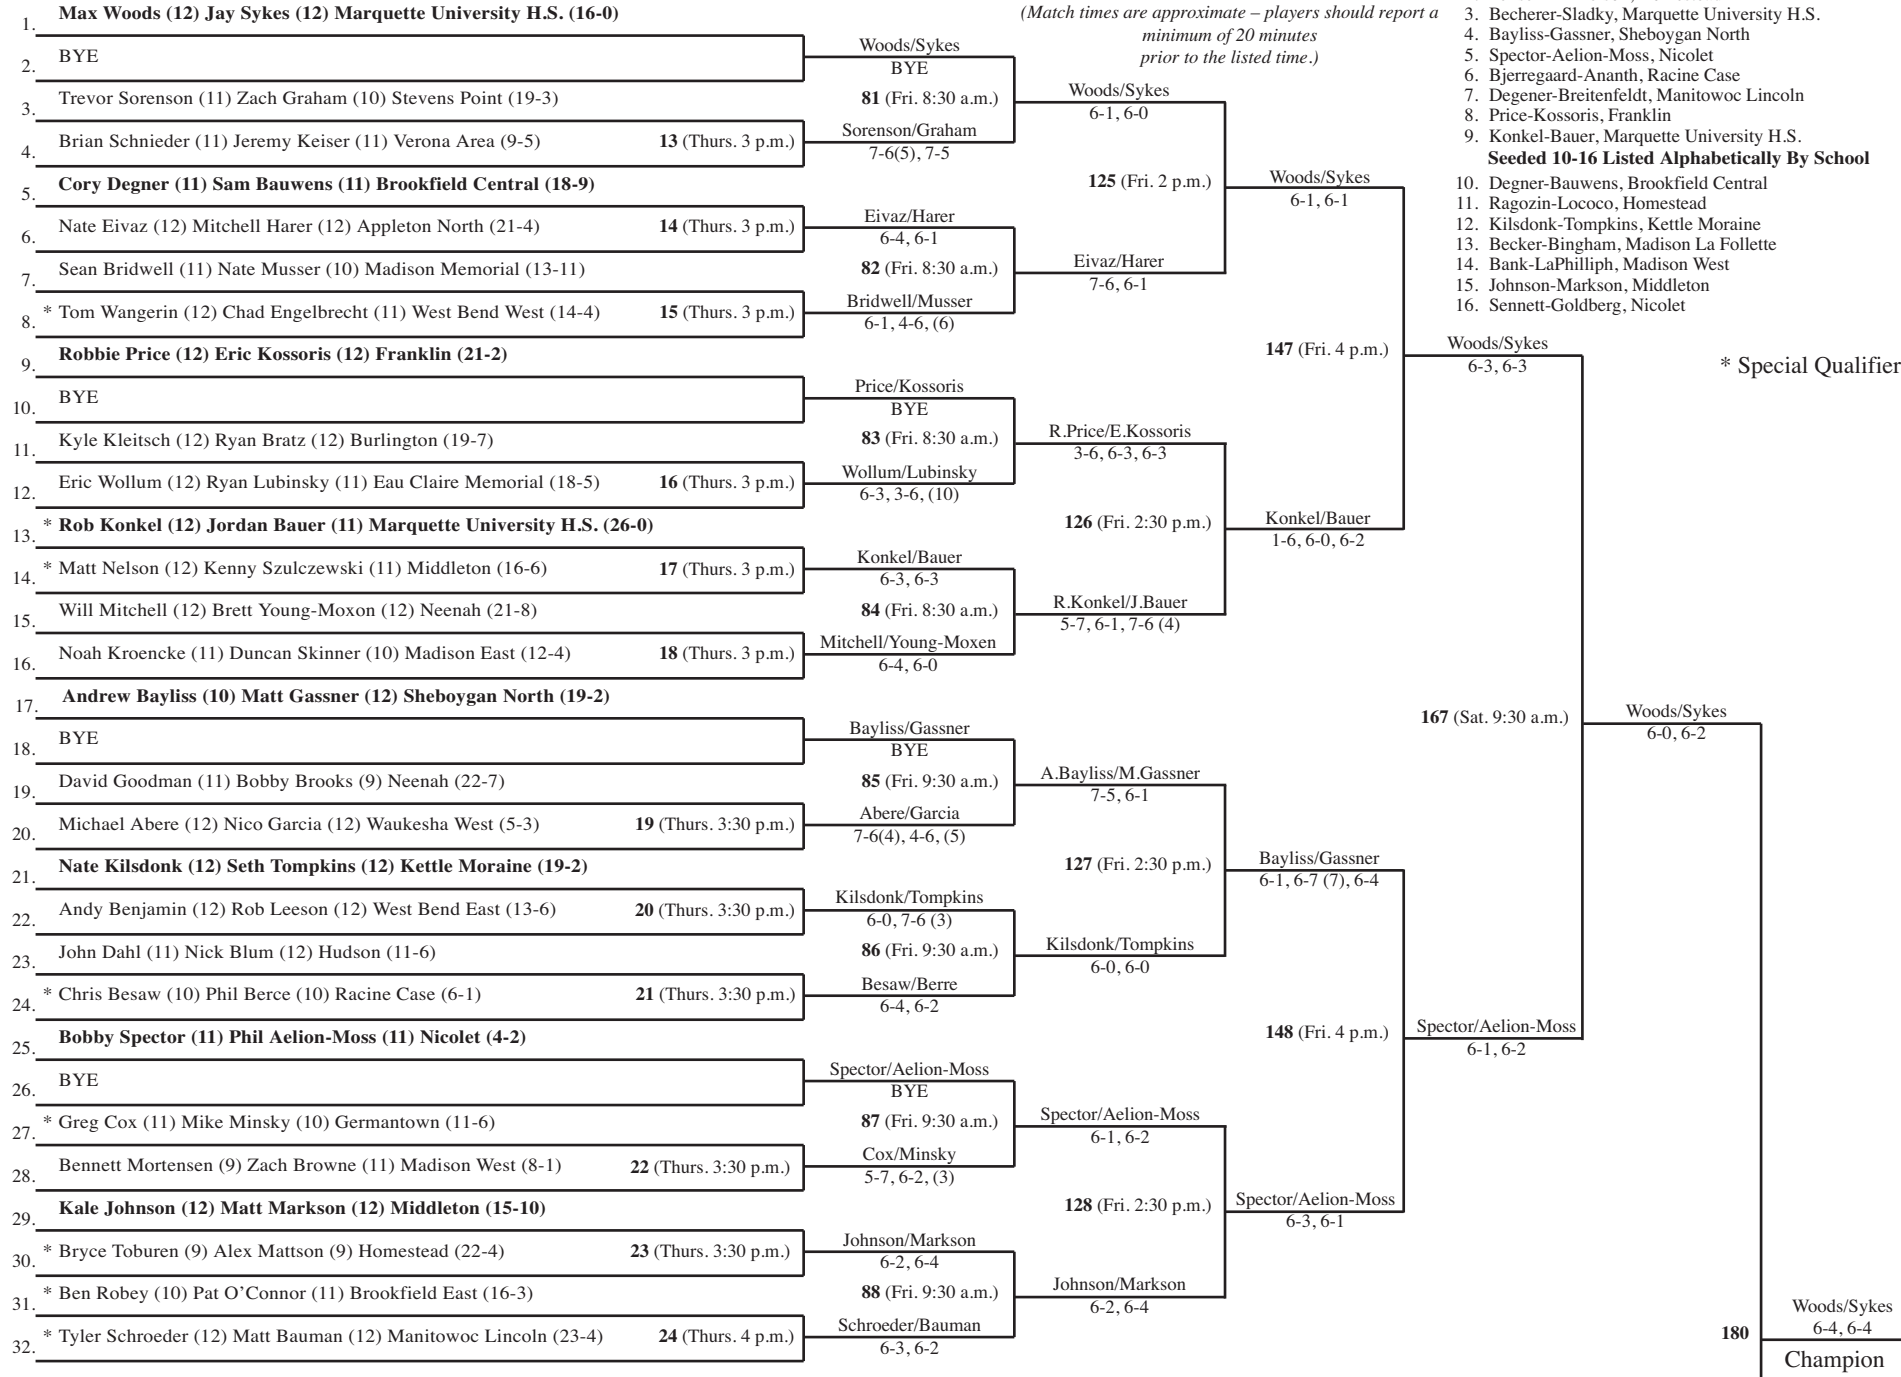 1. Max Woods (12) Jay Sykes (12) Marquette University H.S. (16-0)
2. BYE
3. Trevor Sorenson (11) Zach Graham (10) Stevens Point (19-3)
4. Brian Schnieder (11) Jeremy Keiser (11) Verona Area (9-5) 13 (Thurs. 3 p.m.)
5. Cory Degner (11) Sam Bauwens (11) Brookfield Central (18-9)
6. Nate Eivaz (12) Mitchell Harer (12) Appleton North (21-4) 14 (Thurs. 3 p.m.)
7. Sean Bridwell (11) Nate Musser (10) Madison Memorial (13-11)
8. * Tom Wangerin (12) Chad Engelbrecht (11) West Bend West (14-4) 15 (Thurs. 3 p.m.)
9. Robbie Price (12) Eric Kossoris (12) Franklin (21-2)
10. BYE
11. Kyle Kleitsch (12) Ryan Bratz (12) Burlington (19-7)
12. Eric Wollum (12) Ryan Lubinsky (11) Eau Claire Memorial (18-5) 16 (Thurs. 3 p.m.)
13. * Rob Konkel (12) Jordan Bauer (11) Marquette University H.S. (26-0)
14. * Matt Nelson (12) Kenny Szulczewski (11) Middleton (16-6) 17 (Thurs. 3 p.m.)
15. Will Mitchell (12) Brett Young-Moxon (12) Neenah (21-8)
16. Noah Kroencke (11) Duncan Skinner (10) Madison East (12-4) 18 (Thurs. 3 p.m.)
17. Andrew Bayliss (10) Matt Gassner (12) Sheboygan North (19-2)
18. BYE
19. David Goodman (11) Bobby Brooks (9) Neenah (22-7)
20. Michael Abere (12) Nico Garcia (12) Waukesha West (5-3) 19 (Thurs. 3:30 p.m.)
21. Nate Kilsdonk (12) Seth Tompkins (12) Kettle Moraine (19-2)
22. Andy Benjamin (12) Rob Leeson (12) West Bend East (13-6) 20 (Thurs. 3:30 p.m.)
23. John Dahl (11) Nick Blum (12) Hudson (11-6)
24. * Chris Besaw (10) Phil Berce (10) Racine Case (6-1) 21 (Thurs. 3:30 p.m.)
25. Bobby Spector (11) Phil Aelion-Moss (11) Nicolet (4-2)
26. BYE
27. * Greg Cox (11) Mike Minsky (10) Germantown (11-6)
28. Bennett Mortensen (9) Zach Browne (11) Madison West (8-1) 22 (Thurs. 3:30 p.m.)
29. Kale Johnson (12) Matt Markson (12) Middleton (15-10)
30. * Bryce Toburen (9) Alex Mattson (9) Homestead (22-4) 23 (Thurs. 3:30 p.m.)
31. * Ben Robey (10) Pat O'Connor (11) Brookfield East (16-3)
32. * Tyler Schroeder (12) Matt Bauman (12) Manitowoc Lincoln (23-4) 24 (Thurs. 4 p.m.)
Woods/Sykes
BYE
81 (Fri. 8:30 a.m.)
Sorenson/Graham
7-6(5), 7-5
Eivaz/Harer
6-4, 6-1
82 (Fri. 8:30 a.m.)
Bridwell/Musser
6-1, 4-6, (6)
Price/Kossoris
BYE
83 (Fri. 8:30 a.m.)
Wollum/Lubinsky
6-3, 3-6, (10)
Konkel/Bauer
6-3, 6-3
84 (Fri. 8:30 a.m.)
Mitchell/Young-Moxen
6-4, 6-0
Bayliss/Gassner
BYE
85 (Fri. 9:30 a.m.)
Abere/Garcia
7-6(4), 4-6, (5)
Kilsdonk/Tompkins
6-0, 7-6 (3)
86 (Fri. 9:30 a.m.)
Besaw/Berre
6-4, 6-2
Spector/Aelion-Moss
BYE
87 (Fri. 9:30 a.m.)
Cox/Minsky
5-7, 6-2, (3)
Johnson/Markson
6-2, 6-4
88 (Fri. 9:30 a.m.)
Schroeder/Bauman
6-3, 6-2
(Match times are approximate – players should report a
minimum of 20 minutes
prior to the listed time.)
Woods/Sykes
6-1, 6-0
125 (Fri. 2 p.m.)
Eivaz/Harer
7-6, 6-1
R.Price/E.Kossoris
3-6, 6-3, 6-3
126 (Fri. 2:30 p.m.)
R.Konkel/J.Bauer
5-7, 6-1, 7-6 (4)
A.Bayliss/M.Gassner
7-5, 6-1
127 (Fri. 2:30 p.m.)
Kilsdonk/Tompkins
6-0, 6-0
Spector/Aelion-Moss
6-1, 6-2
128 (Fri. 2:30 p.m.)
Johnson/Markson
6-2, 6-4
Woods/Sykes
6-1, 6-1
147 (Fri. 4 p.m.)
Konkel/Bauer
1-6, 6-0, 6-2
Bayliss/Gassner
6-1, 6-7 (7), 6-4
148 (Fri. 4 p.m.)
Spector/Aelion-Moss
6-3, 6-1
Woods/Sykes
6-3, 6-3
167 (Sat. 9:30 a.m.)
Spector/Aelion-Moss
6-1, 6-2
Woods/Sykes
6-0, 6-2
180
Woods/Sykes
6-4, 6-4
Champion
3. Becherer-Sladky, Marquette University H.S.
4. Bayliss-Gassner, Sheboygan North
5. Spector-Aelion-Moss, Nicolet
6. Bjerregaard-Ananth, Racine Case
7. Degener-Breitenfeldt, Manitowoc Lincoln
8. Price-Kossoris, Franklin
9. Konkel-Bauer, Marquette University H.S.
Seeded 10-16 Listed Alphabetically By School
10. Degner-Bauwens, Brookfield Central
11. Ragozin-Lococo, Homestead
12. Kilsdonk-Tompkins, Kettle Moraine
13. Becker-Bingham, Madison La Follette
14. Bank-LaPhilliph, Madison West
15. Johnson-Markson, Middleton
16. Sennett-Goldberg, Nicolet
* Special Qualifier